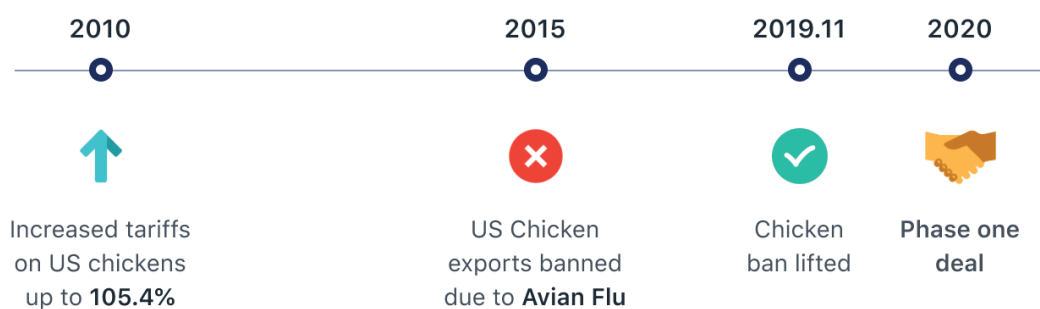 2010
Increased tariffs
on US chickens
up to 105.4%
2015
US Chicken
exports banned
due to Avian Flu
2019.11
Chicken
ban lifted
2020
Phase one
deal